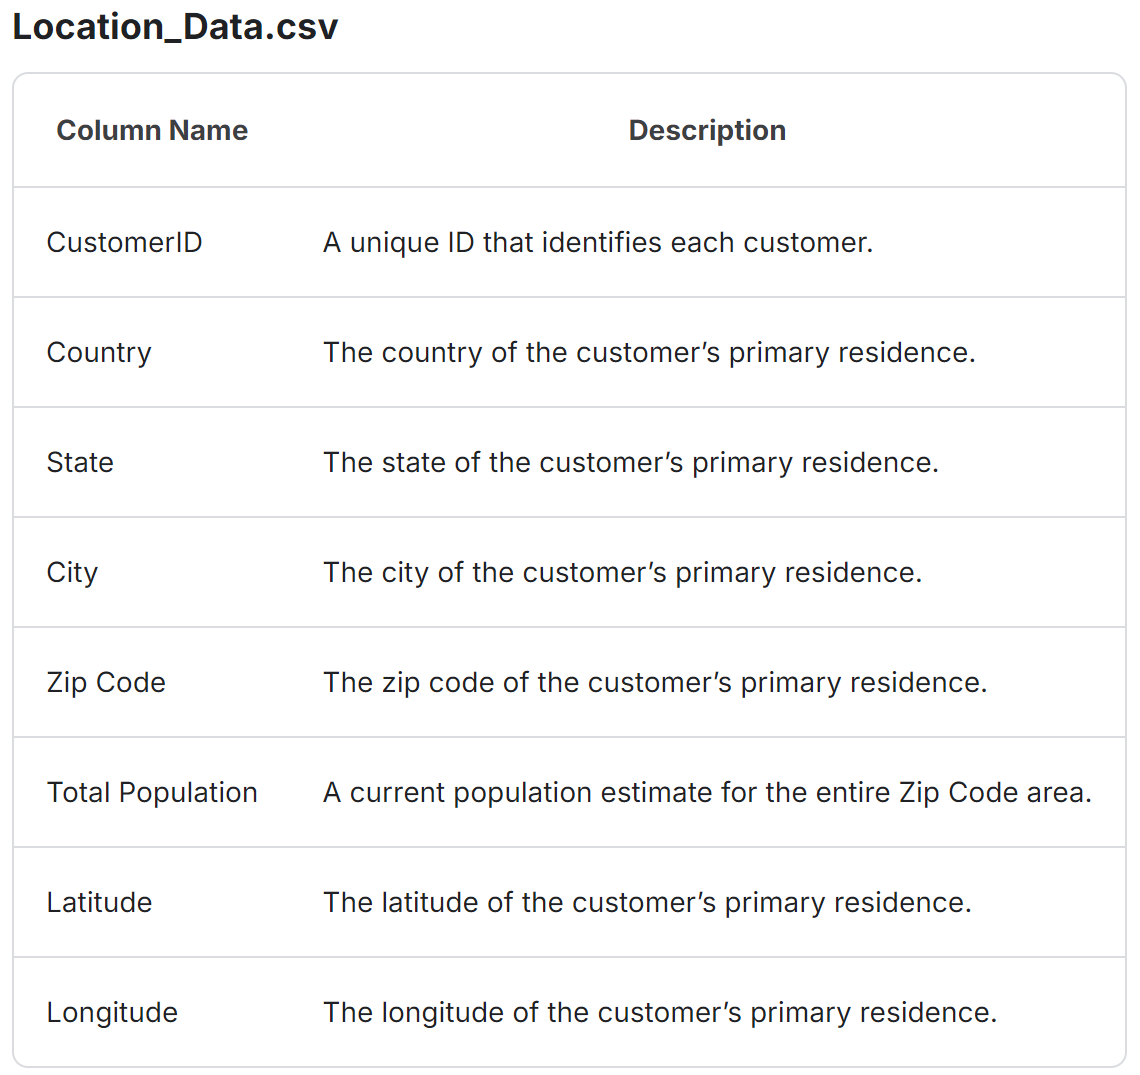 Location_Data.csv
Column Name Description
CustomerID A unique ID that identifies each customer.
Country The country of the customer’s primary residence.
State The state of the customer’s primary residence.
City The city of the customer’s primary residence.
Zip Code The zip code of the customer’s primary residence.
Total Population A current population estimate for the entire Zip Code area.
Latitude The latitude of the customer’s primary residence.
Longitude The longitude of the customer’s primary residence.